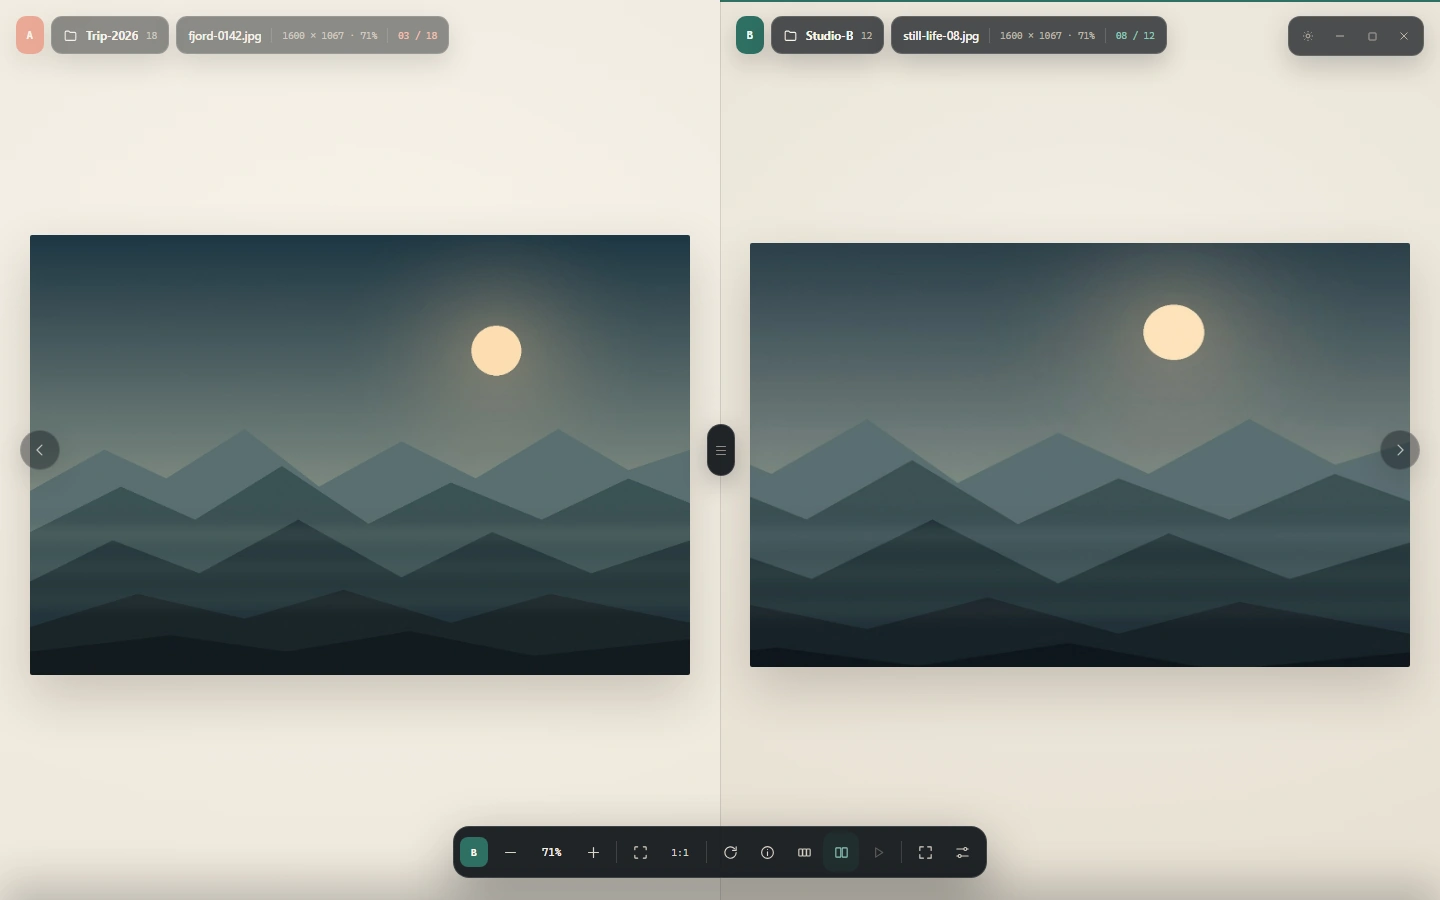 A Trip-2026 18 fjord-0142.jpg 1600 × 1067 · 71% 03 / 18
B Studio-B 12 still-life-08.jpg 1600 × 1067 · 71% 08 / 12
B 71% 1:1